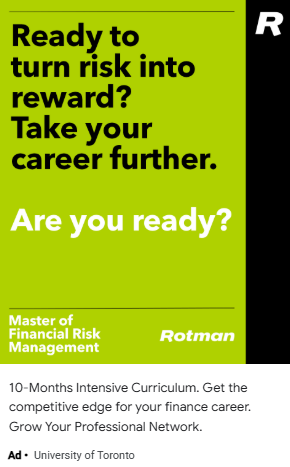 R
Ready to
turn risk into
reward?
Take your
career further.
Are you ready?
Master of
Financial Risk
Management
Rotman
10-Months Intensive Curriculum. Get the
competitive edge for your finance career.
Grow Your Professional Network.
Ad • University of Toronto